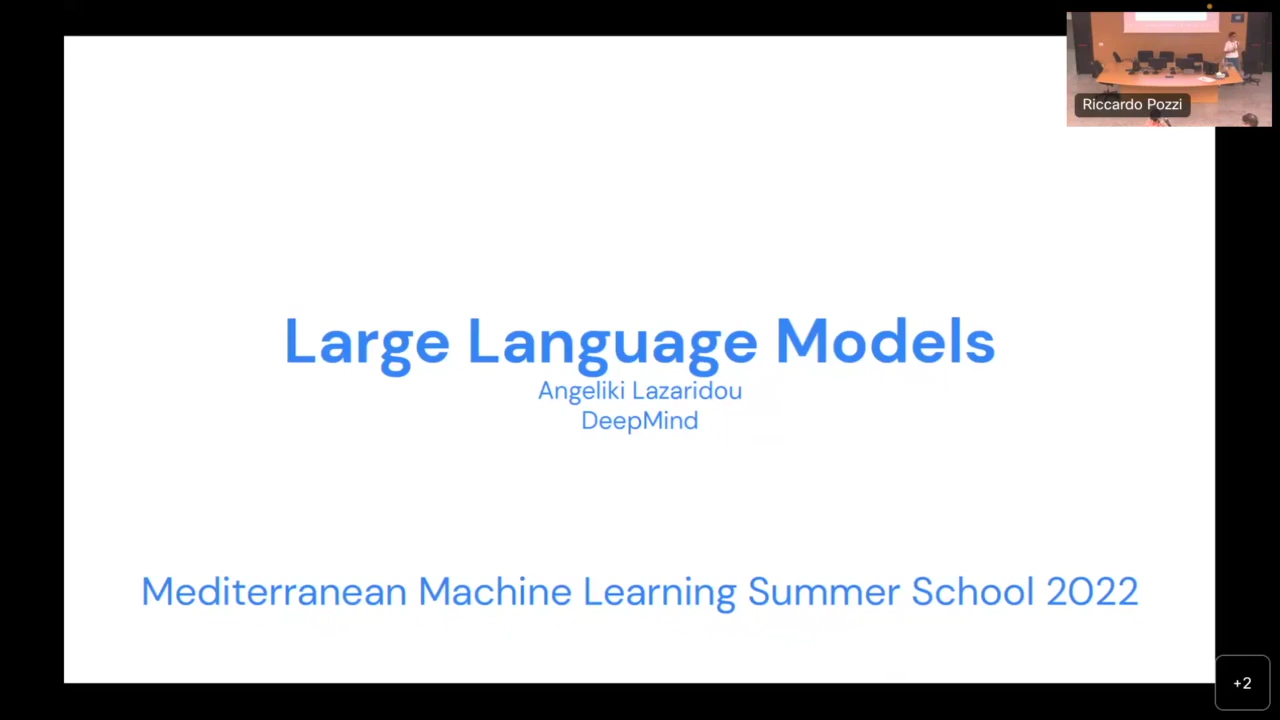 Riccardo Pozzi
Large Language Models
Angeliki Lazaridou
DeepMind
Mediterranean Machine Learning Summer School 2022
+2